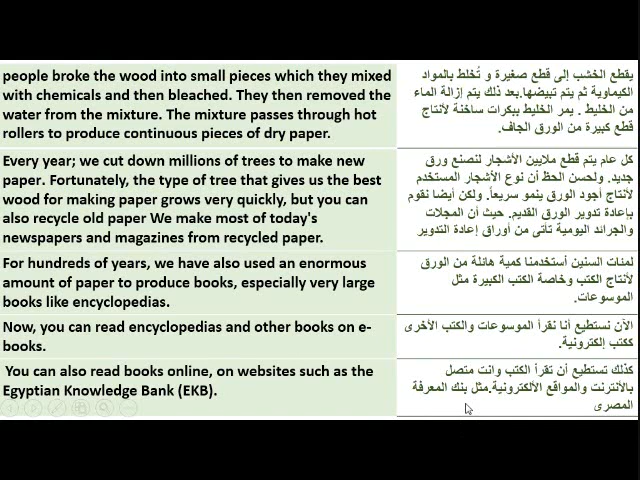 people broke the wood into small pieces which they mixed
with chemicals and then bleached. They then removed the
water from the mixture. The mixture passes through hot
rollers to produce continuous pieces of dry paper.
يقطع الخشب إلى قطع صغيرة و تُخلط بالمواد
الكيماوية ثم يتم تبيضها.بعد ذلك يتم إزالة الماء
من الخليط . يمر الخليط ببكرات ساخنة لأنتاج
قطع كبيرة من الورق الجاف.
Every year; we cut down millions of trees to make new
paper. Fortunately, the type of tree that gives us the best
wood for making paper grows very quickly, but you can
also recycle old paper We make most of today's
newspapers and magazines from recycled paper.
كل عام يتم قطع ملايين الأشجار لنصنع ورق
جديد. ولحسن الحظ أن نوع الأشجار المستخدم
لأنتاج أجود الورق ينمو سريعاً. ولكن أيضا نقوم
بإعادة تدوير الورق القديم. حيث أن المجلات
والجرائد اليومية تأتى من أوراق إعادة التدوير
For hundreds of years, we have also used an enormous
amount of paper to produce books, especially very large
books like encyclopedias.
لمئات السنين أستخدمنا كمية هائلة من الورق
لأنتاج الكتب وخاصة الكتب الكبيرة مثل
الموسوعات.
Now, you can read encyclopedias and other books on e-
books.
الآن نستطيع أنا نقرأ الموسوعات والكتب الأخرى
ككتب إلكترونية.
You can also read books online, on websites such as the
Egyptian Knowledge Bank (EKB).
كذلك تستطيع أن تقرأ الكتب وانت متصل
بالأنترنت والمواقع الألكترونية.مثل بنك المعرفة
المصرى